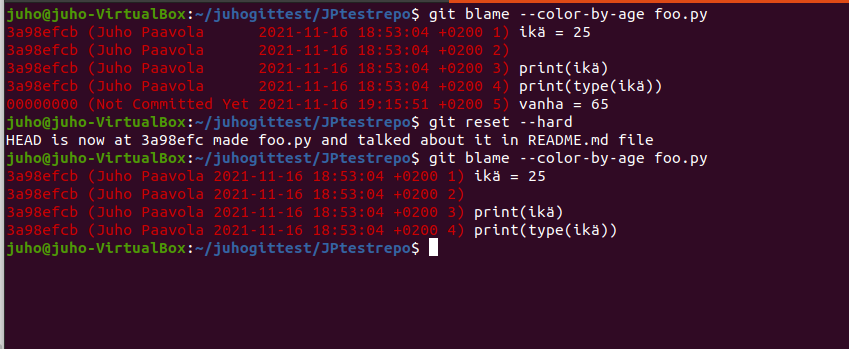 juho@juho-VirtualBox:~/juhogittest/JPtestrepo$ git blame --color-by-age foo.py
3a98efcb (Juho Paavola      2021-11-16 18:53:04 +0200 1) ikä = 25
3a98efcb (Juho Paavola      2021-11-16 18:53:04 +0200 2)
3a98efcb (Juho Paavola      2021-11-16 18:53:04 +0200 3) print(ikä)
3a98efcb (Juho Paavola      2021-11-16 18:53:04 +0200 4) print(type(ikä))
00000000 (Not Committed Yet 2021-11-16 19:15:51 +0200 5) vanha = 65
juho@juho-VirtualBox:~/juhogittest/JPtestrepo$ git reset --hard
HEAD is now at 3a98efc made foo.py and talked about it in README.md file
juho@juho-VirtualBox:~/juhogittest/JPtestrepo$ git blame --color-by-age foo.py
3a98efcb (Juho Paavola 2021-11-16 18:53:04 +0200 1) ikä = 25
3a98efcb (Juho Paavola 2021-11-16 18:53:04 +0200 2)
3a98efcb (Juho Paavola 2021-11-16 18:53:04 +0200 3) print(ikä)
3a98efcb (Juho Paavola 2021-11-16 18:53:04 +0200 4) print(type(ikä))
juho@juho-VirtualBox:~/juhogittest/JPtestrepo$